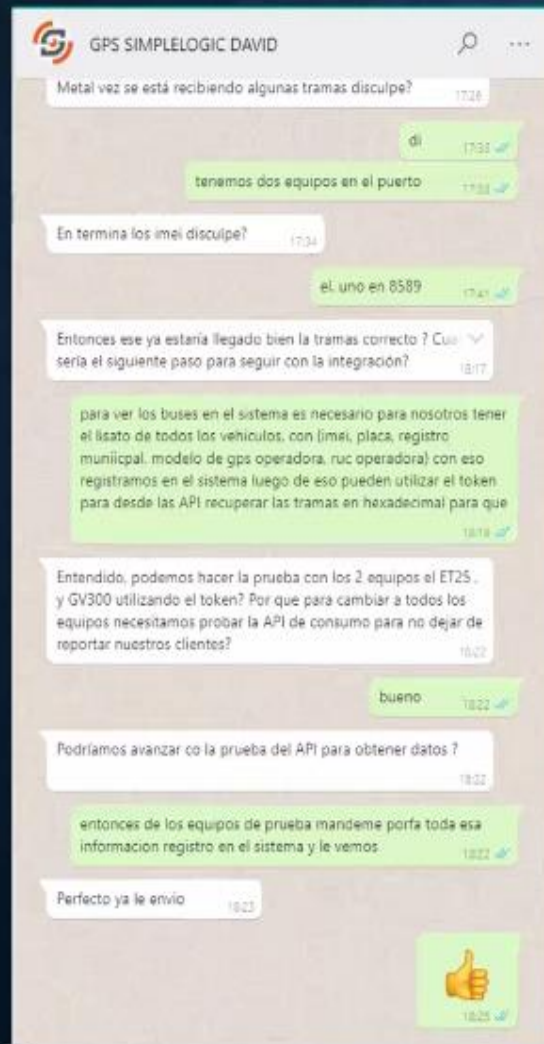 GPS SIMPLELOGIC DAVID
Metal vez se está recibiendo algunas tramas disculpe?
17:28
di
17:33
tenemos dos equipos en el puerto
17:33
En termina los imei disculpe?
17:34
el. uno en 8589
17:41
Entonces ese ya estaría llegado bien la tramas correcto ? Cua
sería el siguiente paso para seguir con la integración?
18:17
para ver los buses en el sistema es necesario para nosotros tener
el lisato de todos los vehiculos, con (imei, placa, registro
muniicpal, modelo de gps operadora, ruc operadora) con eso
registramos en el sistema luego de eso pueden utilizar el token
para desde las API recuperar las tramas en hexadecimal para que
18:18
Entendido, podemos hacer la prueba con los 2 equipos el ET25 ,
y GV300 utilizando el token? Por que para cambiar a todos los
equipos necesitamos probar la API de consumo para no dejar de
reportar nuestros clientes?
18:22
bueno
18:22
Podríamos avanzar co la prueba del API para obtener datos ?
18:22
entonces de los equipos de prueba mandeme porfa toda esa
informacion registro en el sistema y le vemos
18:22
Perfecto ya le envio
18:23
18:25